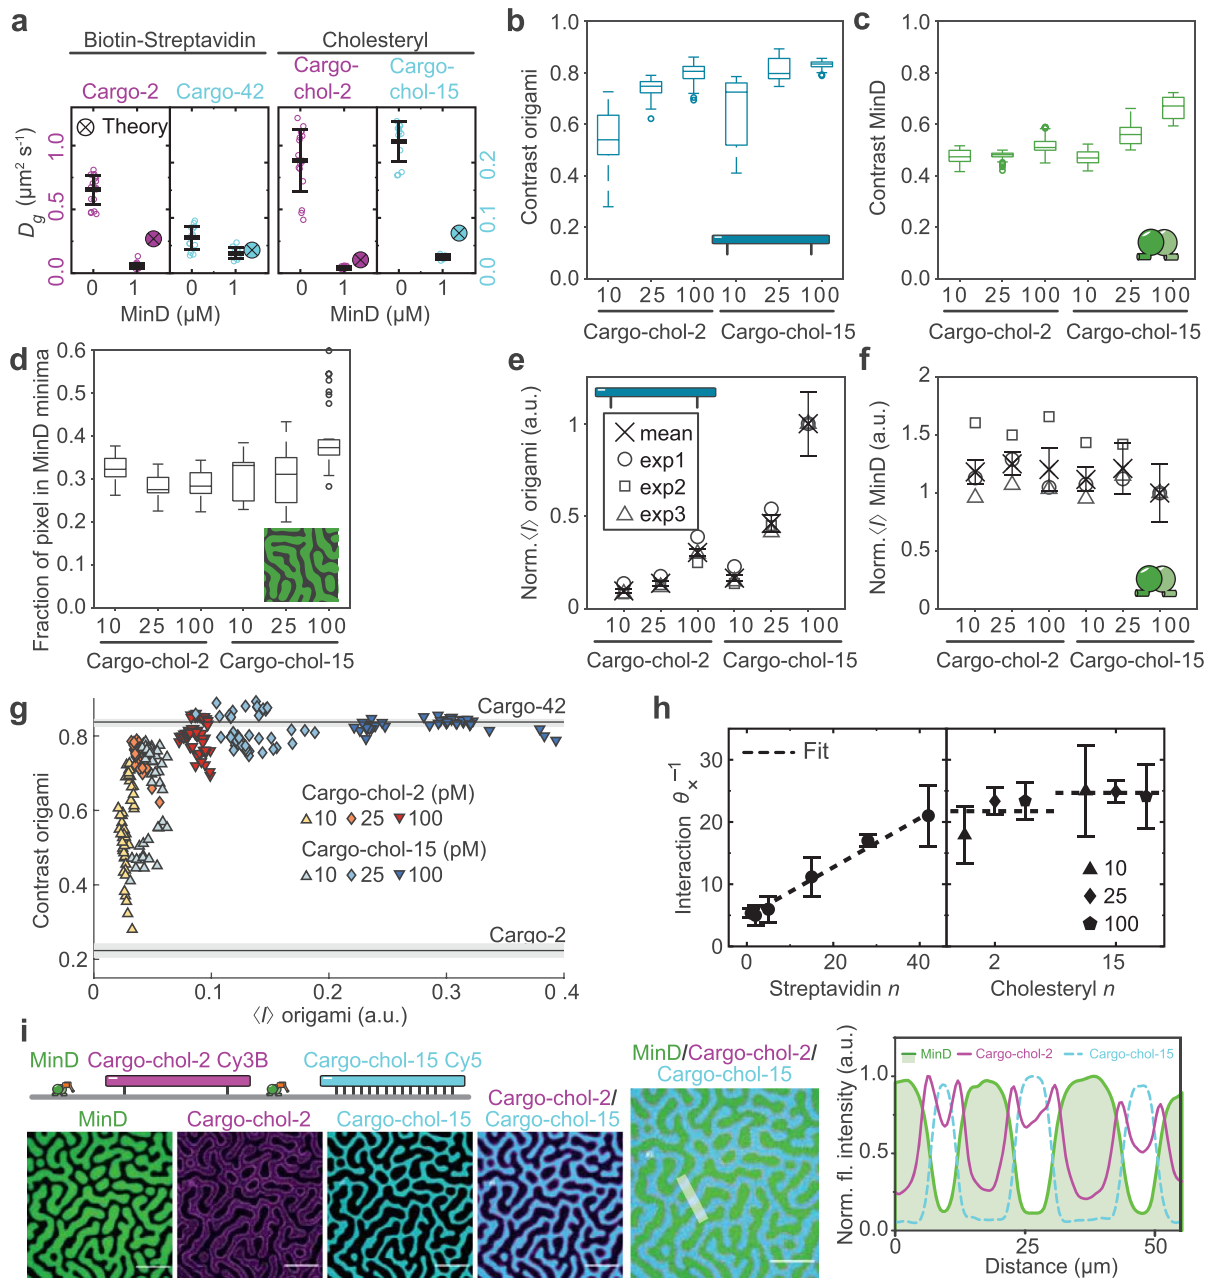 a
Biotin-Streptavidin
Cholesteryl
Cargo-2
Cargo-42
Cargo-
chol-2
Cargo-
chol-15
Theory
D_g (µm² s⁻¹)
1.0
0.5
0.0
0.2
0.1
0.0
0 1 0 1 0 1 0 1
MinD (µM) MinD (µM)
b
Contrast origami
1.0
0.8
0.6
0.4
0.2
0.0
10 25 100 10 25 100
Cargo-chol-2 Cargo-chol-15
c
Contrast MinD
1.0
0.8
0.6
0.4
0.2
0.0
10 25 100 10 25 100
Cargo-chol-2 Cargo-chol-15
d
Fraction of pixel in MinD minima
0.6
0.5
0.4
0.3
0.2
0.1
0.0
10 25 100 10 25 100
Cargo-chol-2 Cargo-chol-15
e
Norm. ⟨I⟩ origami (a.u.)
1
0.5
0
mean
exp1
exp2
exp3
10 25 100 10 25 100
Cargo-chol-2 Cargo-chol-15
f
Norm. ⟨I⟩ MinD (a.u.)
2
1.5
1
0.5
0
10 25 100 10 25 100
Cargo-chol-2 Cargo-chol-15
g
Contrast origami
0.8
0.6
0.4
0.2
Cargo-42
Cargo-chol-2 (pM)
10 25 100
Cargo-chol-15 (pM)
10 25 100
Cargo-2
0 0.1 0.2 0.3 0.4
⟨I⟩ origami (a.u.)
h
Interaction θ×⁻¹
30
20
10
0
Fit
10
25
100
0 20 40 2 15
Streptavidin n Cholesteryl n
i
MinD Cargo-chol-2 Cy3B Cargo-chol-15 Cy5
MinD Cargo-chol-2 Cargo-chol-15
Cargo-chol-2/
Cargo-chol-15
MinD/Cargo-chol-2/
Cargo-chol-15
MinD Cargo-chol-2 Cargo-chol-15
Norm. fl. intensity (a.u.)
1.0
0.5
0.0
0 25 50
Distance (µm)